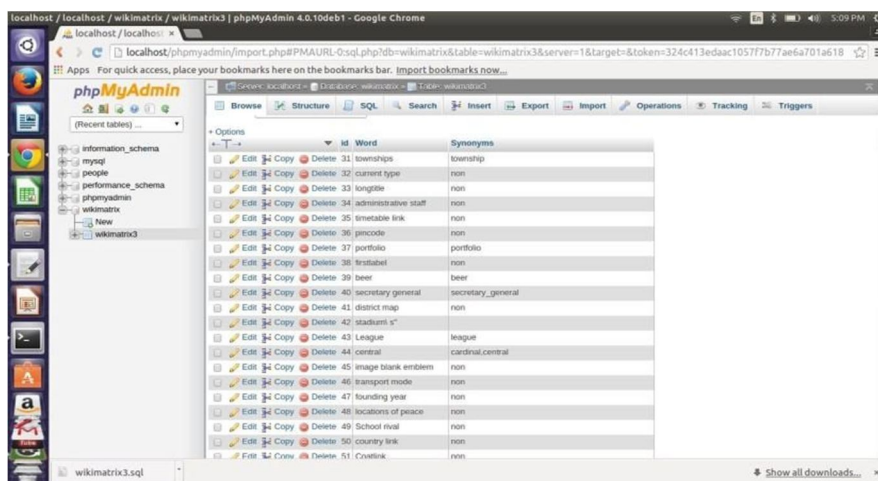 localhost / localhost / wikimatrix / wikimatrix3 | phpMyAdmin 4.0.10deb1 - Google Chrome En 5:09 PM
localhost / localhost ×
localhost/phpmyadmin/import.php#PMAURL-0:sql.php?db=wikimatrix&table=wikimatrix3&server=1&target=&token=324c413edaac1057f7b77ae6a701a618
Apps For quick access, place your bookmarks here on the bookmarks bar. Import bookmarks now...
phpMyAdmin
(Recent tables) ...
information_schema
mysql
people
performance_schema
phpmyadmin
wikimatrix
New
wikimatrix3
Server: localhost » Database: wikimatrix » Table: wikimatrix3
Browse Structure SQL Search Insert Export Import Operations Tracking Triggers
+ Options
←T→ id Word Synonyms
Edit Copy Delete 31 townships township
Edit Copy Delete 32 current type non
Edit Copy Delete 33 longtitle non
Edit Copy Delete 34 administrative staff non
Edit Copy Delete 35 timetable link non
Edit Copy Delete 36 pincode non
Edit Copy Delete 37 portfolio portfolio
Edit Copy Delete 38 firstlabel non
Edit Copy Delete 39 beer beer
Edit Copy Delete 40 secretary general secretary_general
Edit Copy Delete 41 district map non
Edit Copy Delete 42 stadium\ s"
Edit Copy Delete 43 League league
Edit Copy Delete 44 central cardinal,central
Edit Copy Delete 45 image blank emblem non
Edit Copy Delete 46 transport mode non
Edit Copy Delete 47 founding year non
Edit Copy Delete 48 locations of peace non
Edit Copy Delete 49 School rival non
Edit Copy Delete 50 country link non
Edit Copy Delete 51 Coatlink non
wikimatrix3.sql
Show all downloads...